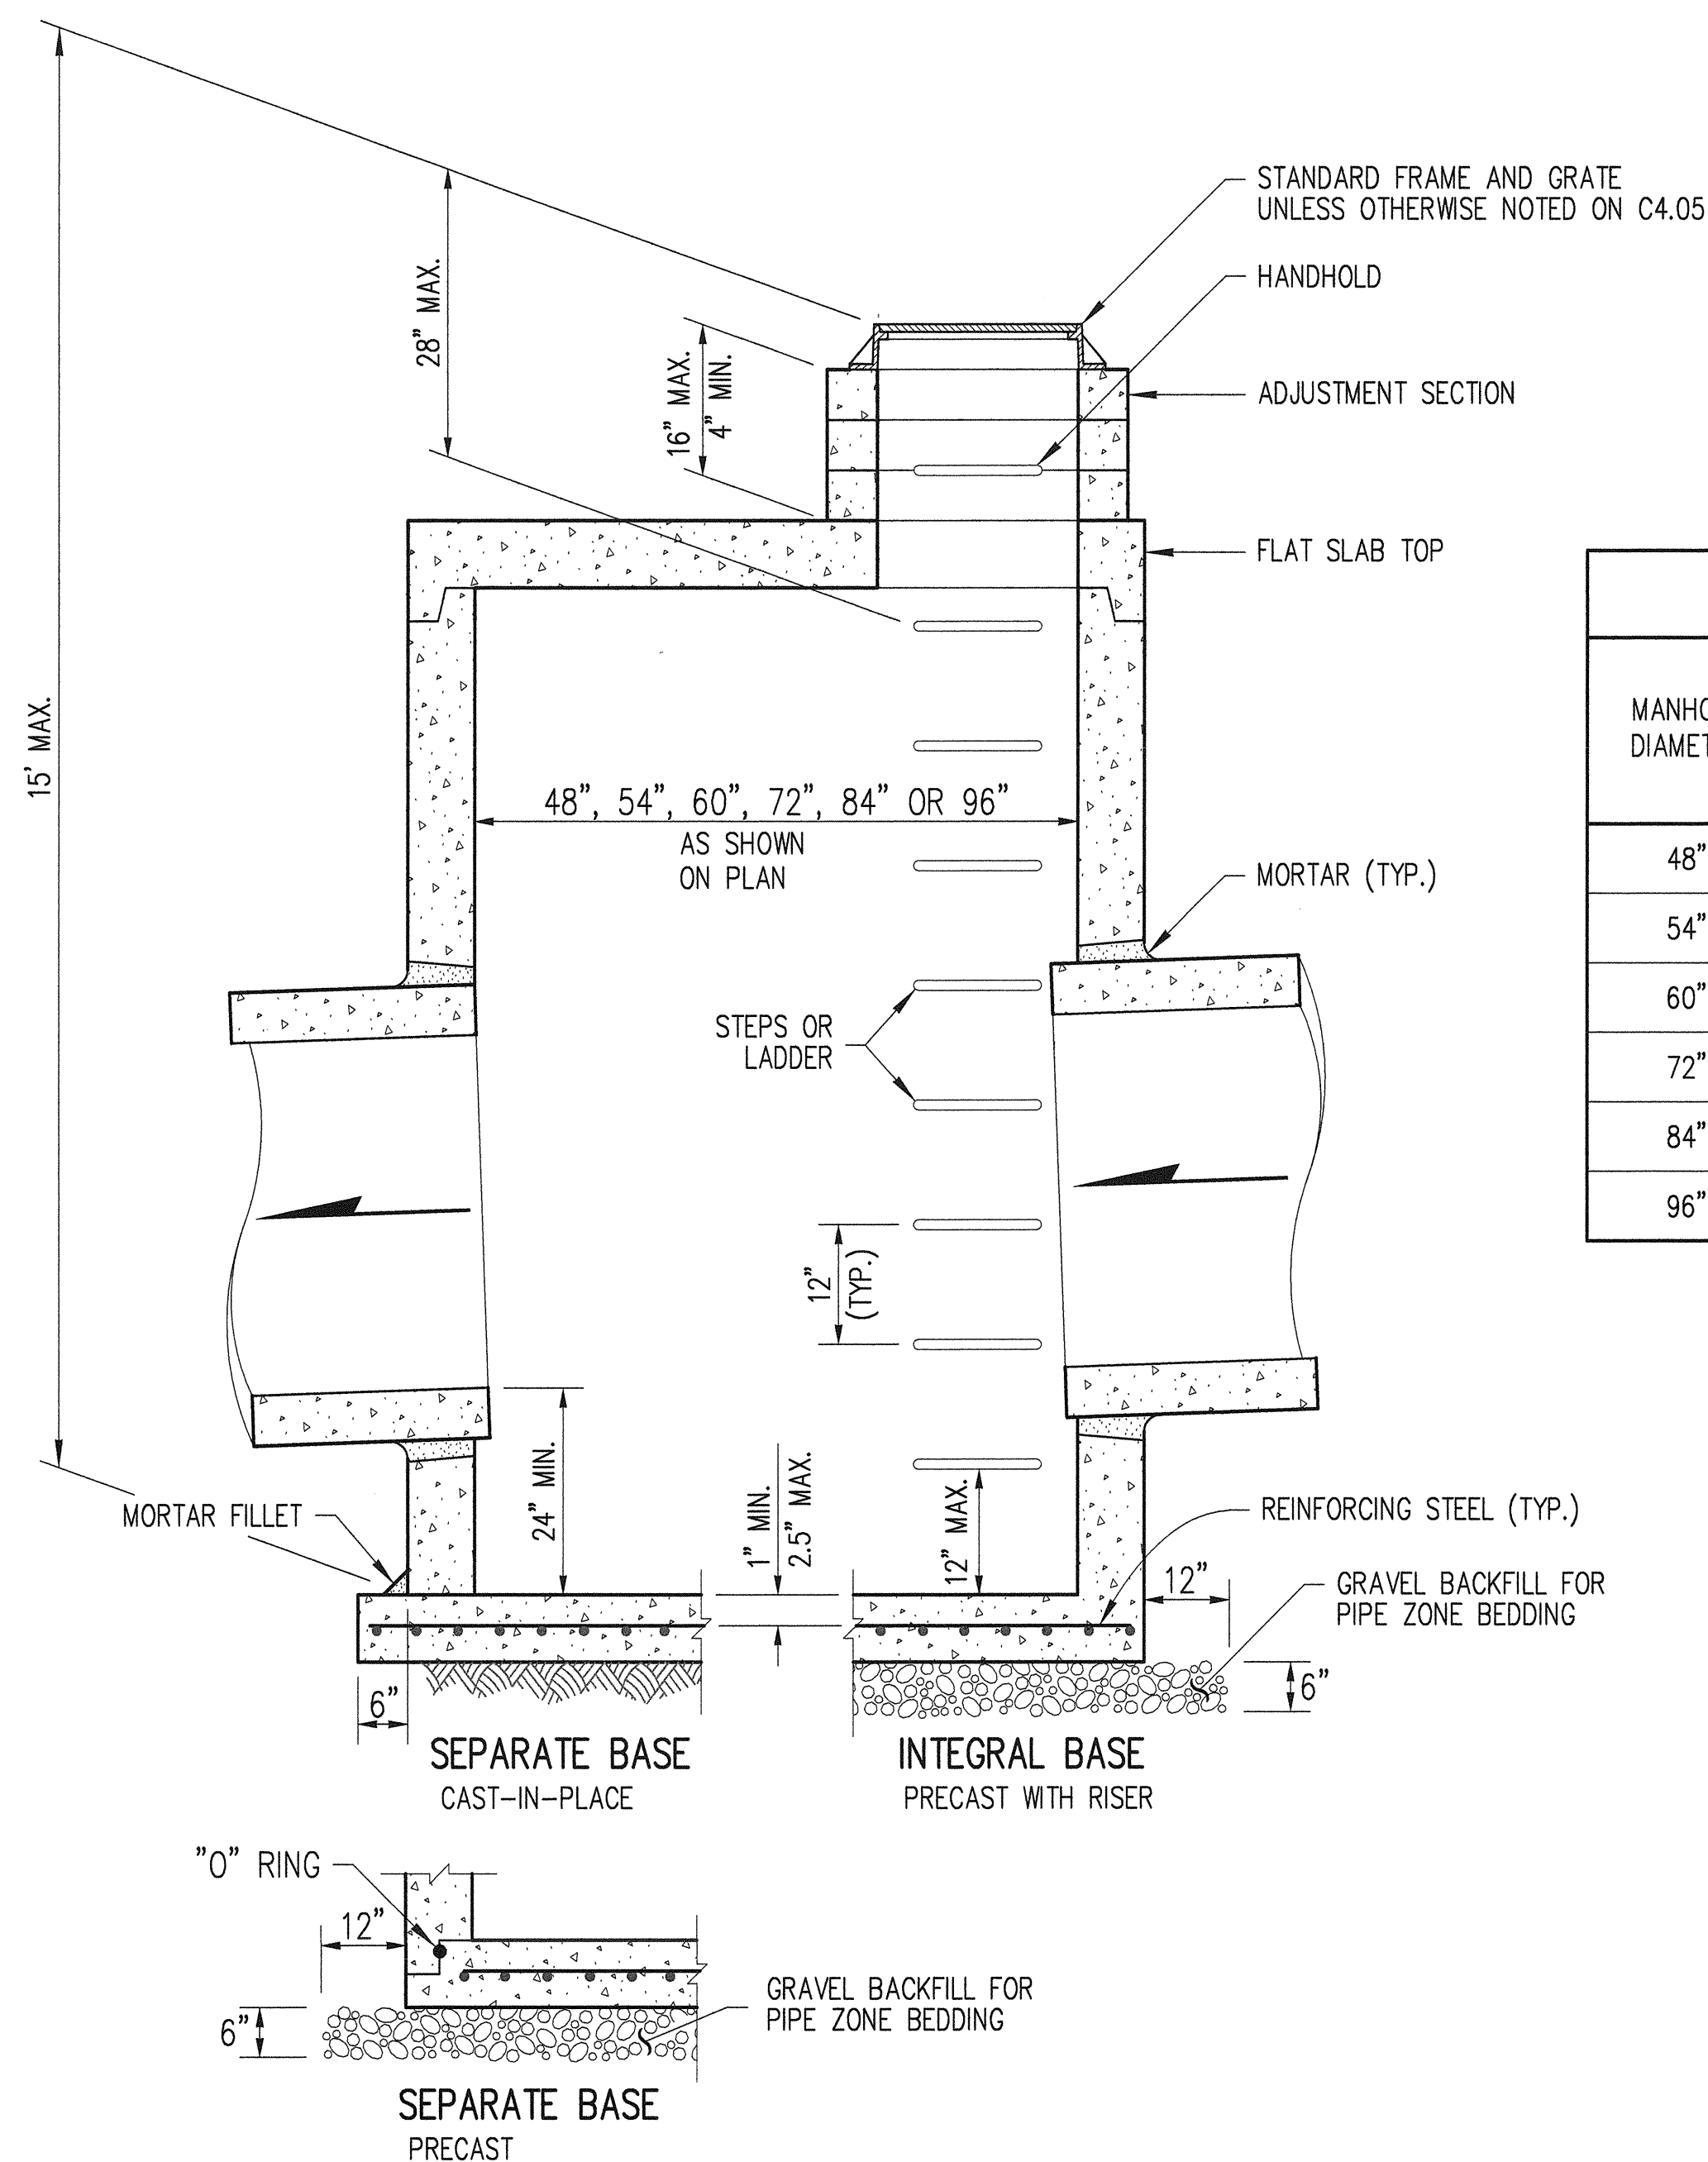 STANDARD FRAME AND GRATE
UNLESS OTHERWISE NOTED ON C4.05
HANDHOLD
28" MAX.
16" MAX.
4" MIN.
ADJUSTMENT SECTION
FLAT SLAB TOP
15' MAX.
48", 54", 60", 72", 84" OR 96"
AS SHOWN
ON PLAN
MORTAR (TYP.)
STEPS OR
LADDER
12"
(TYP.)
24" MIN.
1" MIN.
2.5" MAX.
12" MAX.
MORTAR FILLET
REINFORCING STEEL (TYP.)
12"
GRAVEL BACKFILL FOR
PIPE ZONE BEDDING
6"
6"
SEPARATE BASE
CAST-IN-PLACE
INTEGRAL BASE
PRECAST WITH RISER
"O" RING
12"
6"
GRAVEL BACKFILL FOR
PIPE ZONE BEDDING
SEPARATE BASE
PRECAST
48"
54"
60"
72"
84"
96"